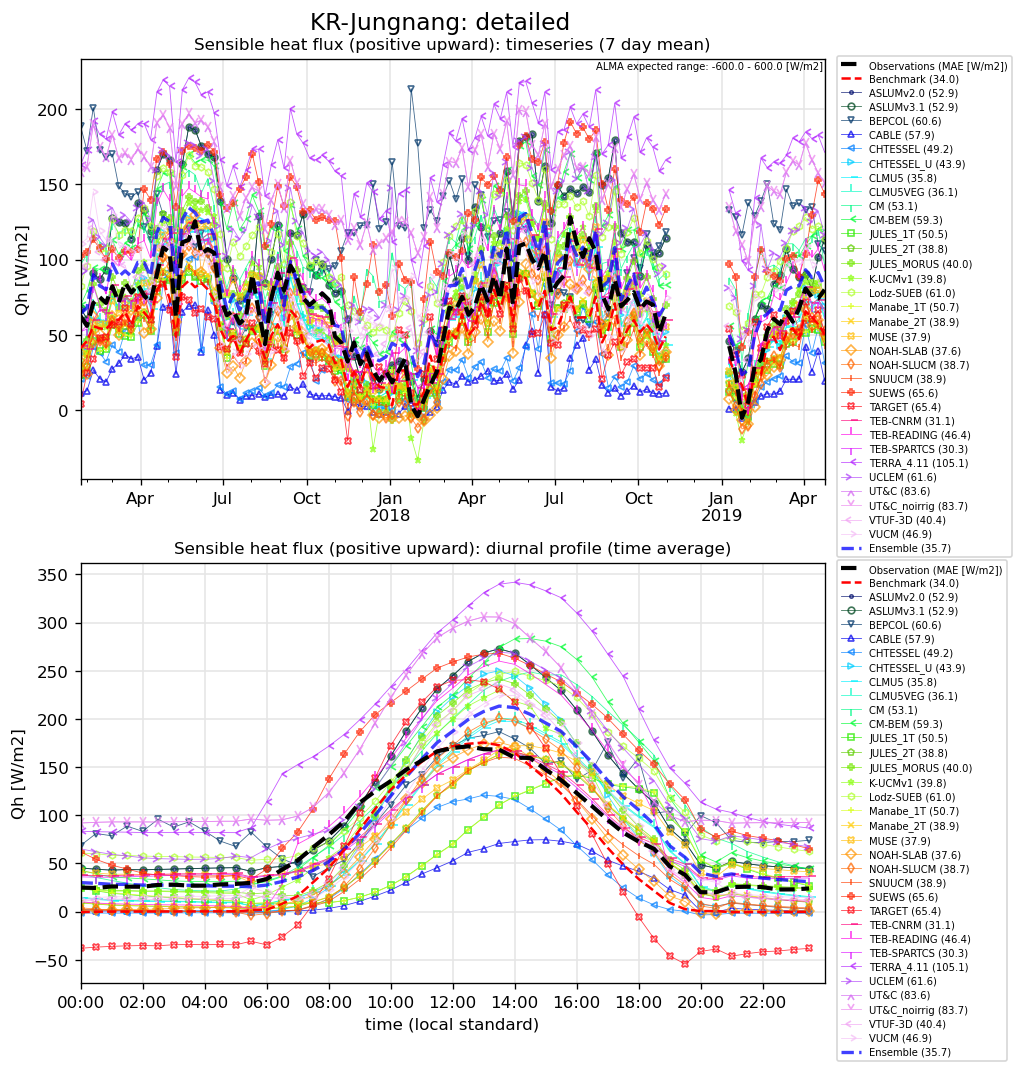 KR-Jungnang: detailed
Sensible heat flux (positive upward): timeseries (7 day mean)
ALMA expected range: -600.0 - 600.0 [W/m2]
Qh [W/m2]
200
150
100
50
0
Apr
Jul
Oct
Jan
2018
Apr
Jul
Oct
Jan
2019
Apr
Observations (MAE [W/m2])
Benchmark (34.0)
ASLUMv2.0 (52.9)
ASLUMv3.1 (52.9)
BEPCOL (60.6)
CABLE (57.9)
CHTESSEL (49.2)
CHTESSEL_U (43.9)
CLMU5 (35.8)
CLMU5VEG (36.1)
CM (53.1)
CM-BEM (59.3)
JULES_1T (50.5)
JULES_2T (38.8)
JULES_MORUS (40.0)
K-UCMv1 (39.8)
Lodz-SUEB (61.0)
Manabe_1T (50.7)
Manabe_2T (38.9)
MUSE (37.9)
NOAH-SLAB (37.6)
NOAH-SLUCM (38.7)
SNUUCM (38.9)
SUEWS (65.6)
TARGET (65.4)
TEB-CNRM (31.1)
TEB-READING (46.4)
TEB-SPARTCS (30.3)
TERRA_4.11 (105.1)
UCLEM (61.6)
UT&C (83.6)
UT&C_noirrig (83.7)
VTUF-3D (40.4)
VUCM (46.9)
Ensemble (35.7)
Sensible heat flux (positive upward): diurnal profile (time average)
Qh [W/m2]
350
300
250
200
150
100
50
0
−50
00:00
02:00
04:00
06:00
08:00
10:00
12:00
14:00
16:00
18:00
20:00
22:00
time (local standard)
Observation (MAE [W/m2])
Benchmark (34.0)
ASLUMv2.0 (52.9)
ASLUMv3.1 (52.9)
BEPCOL (60.6)
CABLE (57.9)
CHTESSEL (49.2)
CHTESSEL_U (43.9)
CLMU5 (35.8)
CLMU5VEG (36.1)
CM (53.1)
CM-BEM (59.3)
JULES_1T (50.5)
JULES_2T (38.8)
JULES_MORUS (40.0)
K-UCMv1 (39.8)
Lodz-SUEB (61.0)
Manabe_1T (50.7)
Manabe_2T (38.9)
MUSE (37.9)
NOAH-SLAB (37.6)
NOAH-SLUCM (38.7)
SNUUCM (38.9)
SUEWS (65.6)
TARGET (65.4)
TEB-CNRM (31.1)
TEB-READING (46.4)
TEB-SPARTCS (30.3)
TERRA_4.11 (105.1)
UCLEM (61.6)
UT&C (83.6)
UT&C_noirrig (83.7)
VTUF-3D (40.4)
VUCM (46.9)
Ensemble (35.7)